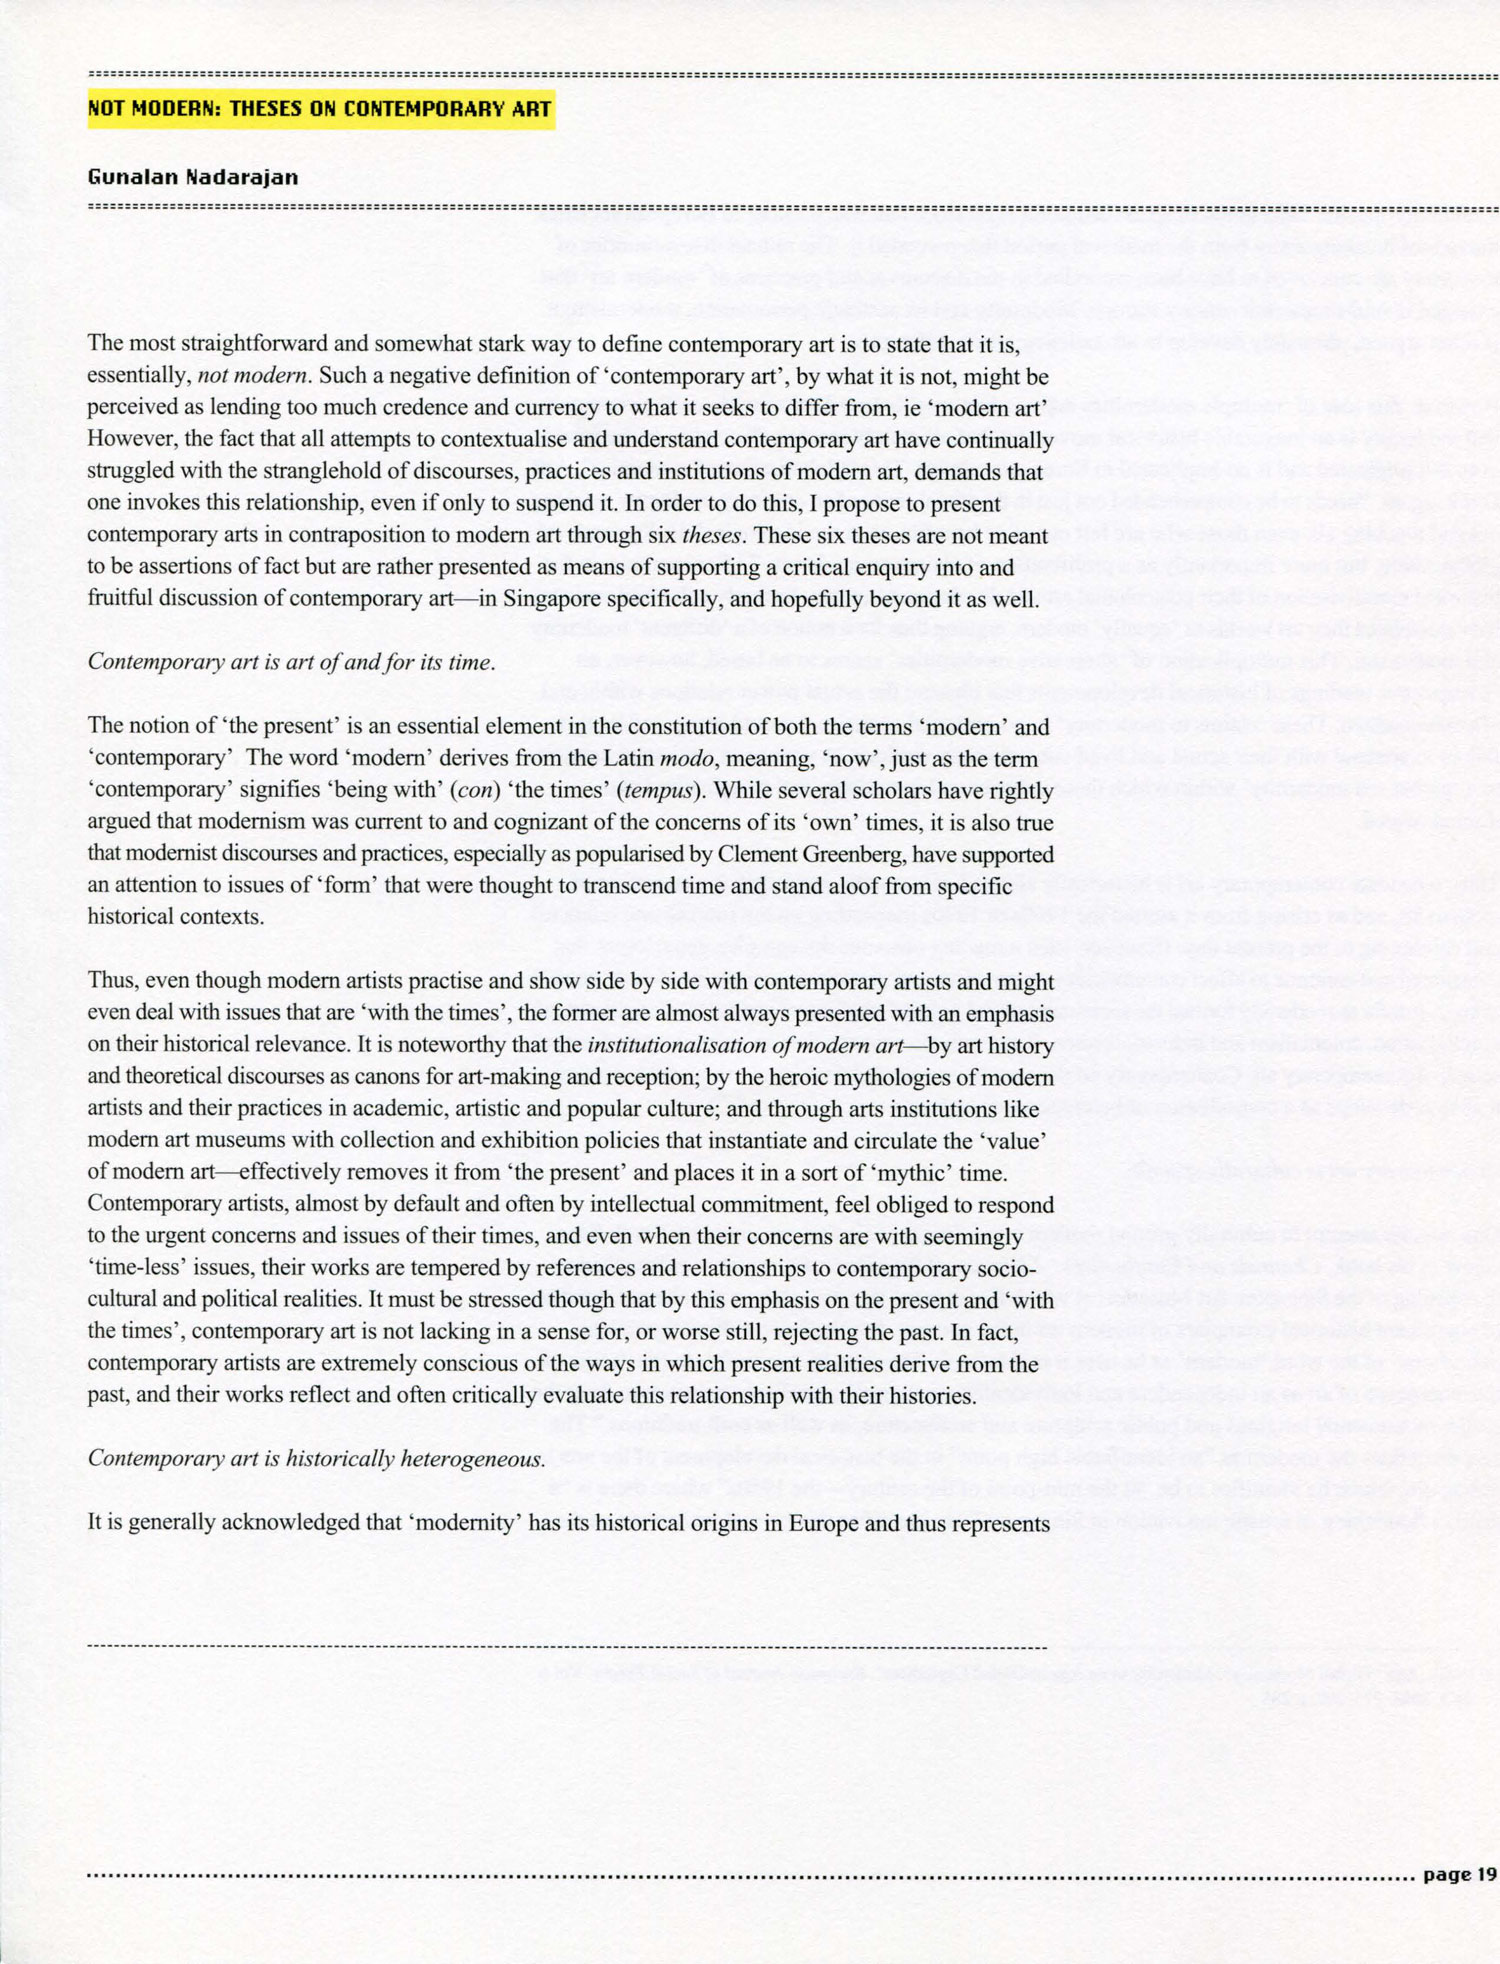 NOT MODERN: THESES ON CONTEMPORARY ART
Gunalan Nadarajan
The most straightforward and somewhat stark way to define contemporary art is to state that it is,
essentially, not modern. Such a negative definition of ‘contemporary art’, by what it is not, might be
perceived as lending too much credence and currency to what it seeks to differ from, ie ‘modern art’
However, the fact that all attempts to contextualise and understand contemporary art have continually
struggled with the stranglehold of discourses, practices and institutions of modern art, demands that
one invokes this relationship, even if only to suspend it. In order to do this, I propose to present
contemporary arts in contraposition to modern art through six theses. These six theses are not meant
to be assertions of fact but are rather presented as means of supporting a critical enquiry into and
fruitful discussion of contemporary art—in Singapore specifically, and hopefully beyond it as well.
Contemporary art is art of and for its time.
The notion of ‘the present’ is an essential element in the constitution of both the terms ‘modern’ and
‘contemporary’ The word ‘modern’ derives from the Latin modo, meaning, ‘now’, just as the term
‘contemporary’ signifies ‘being with’ (con) ‘the times’ (tempus). While several scholars have rightly
argued that modernism was current to and cognizant of the concerns of its ‘own’ times, it is also true
that modernist discourses and practices, especially as popularised by Clement Greenberg, have supported
an attention to issues of ‘form’ that were thought to transcend time and stand aloof from specific
historical contexts.
Thus, even though modern artists practise and show side by side with contemporary artists and might
even deal with issues that are ‘with the times’, the former are almost always presented with an emphasis
on their historical relevance. It is noteworthy that the institutionalisation of modern art—by art history
and theoretical discourses as canons for art-making and reception; by the heroic mythologies of modern
artists and their practices in academic, artistic and popular culture; and through arts institutions like
modern art museums with collection and exhibition policies that instantiate and circulate the ‘value’
of modern art—effectively removes it from ‘the present’ and places it in a sort of ‘mythic’ time.
Contemporary artists, almost by default and often by intellectual commitment, feel obliged to respond
to the urgent concerns and issues of their times, and even when their concerns are with seemingly
‘time-less’ issues, their works are tempered by references and relationships to contemporary socio-
cultural and political realities. It must be stressed though that by this emphasis on the present and ‘with
the times’, contemporary art is not lacking in a sense for, or worse still, rejecting the past. In fact,
contemporary artists are extremely conscious of the ways in which present realities derive from the
past, and their works reflect and often critically evaluate this relationship with their histories.
Contemporary art is historically heterogeneous.
It is generally acknowledged that ‘modernity’ has its historical origins in Europe and thus represents
page 19